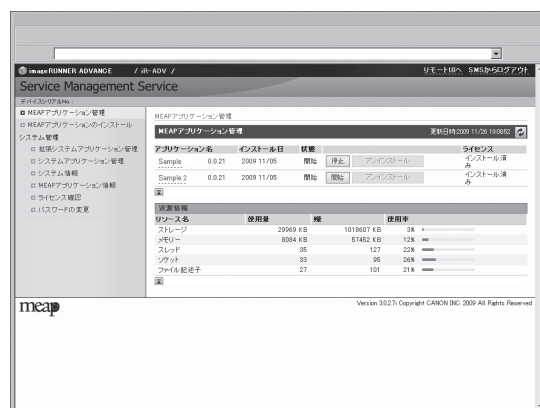 imageRUNNER ADVANCE / iR-ADV /
リモートUIへ SMSからログアウト
Service Management Service
デバイスシリアルNo.:
MEAPアプリケーション管理
MEAPアプリケーションのインストール
システム管理
拡張システムアプリケーション管理
システムアプリケーション管理
システム情報
MEAPアプリケーション情報
ライセンス確認
パスワードの変更
MEAPアプリケーション管理
MEAPアプリケーション管理 更新日時:2009 11/26 19:08:52
アプリケーション名 インストール日 状態 ライセンス
Sample 0.0.21 2009 11/05 開始 停止 アンインストール インストール済み
Sample 2 0.0.21 2009 11/05 開始 開始 アンインストール インストール済み
資源情報
リソース名 使用量 残 使用率
ストレージ 29969 KB 1018607 KB 3%
メモリー 8084 KB 57452 KB 12%
スレッド 35 127 22%
ソケット 33 95 26%
ファイル記述子 27 101 21%
meap
Version 3.0.2.7i Copyright CANON INC. 2009 All Rights Reserved